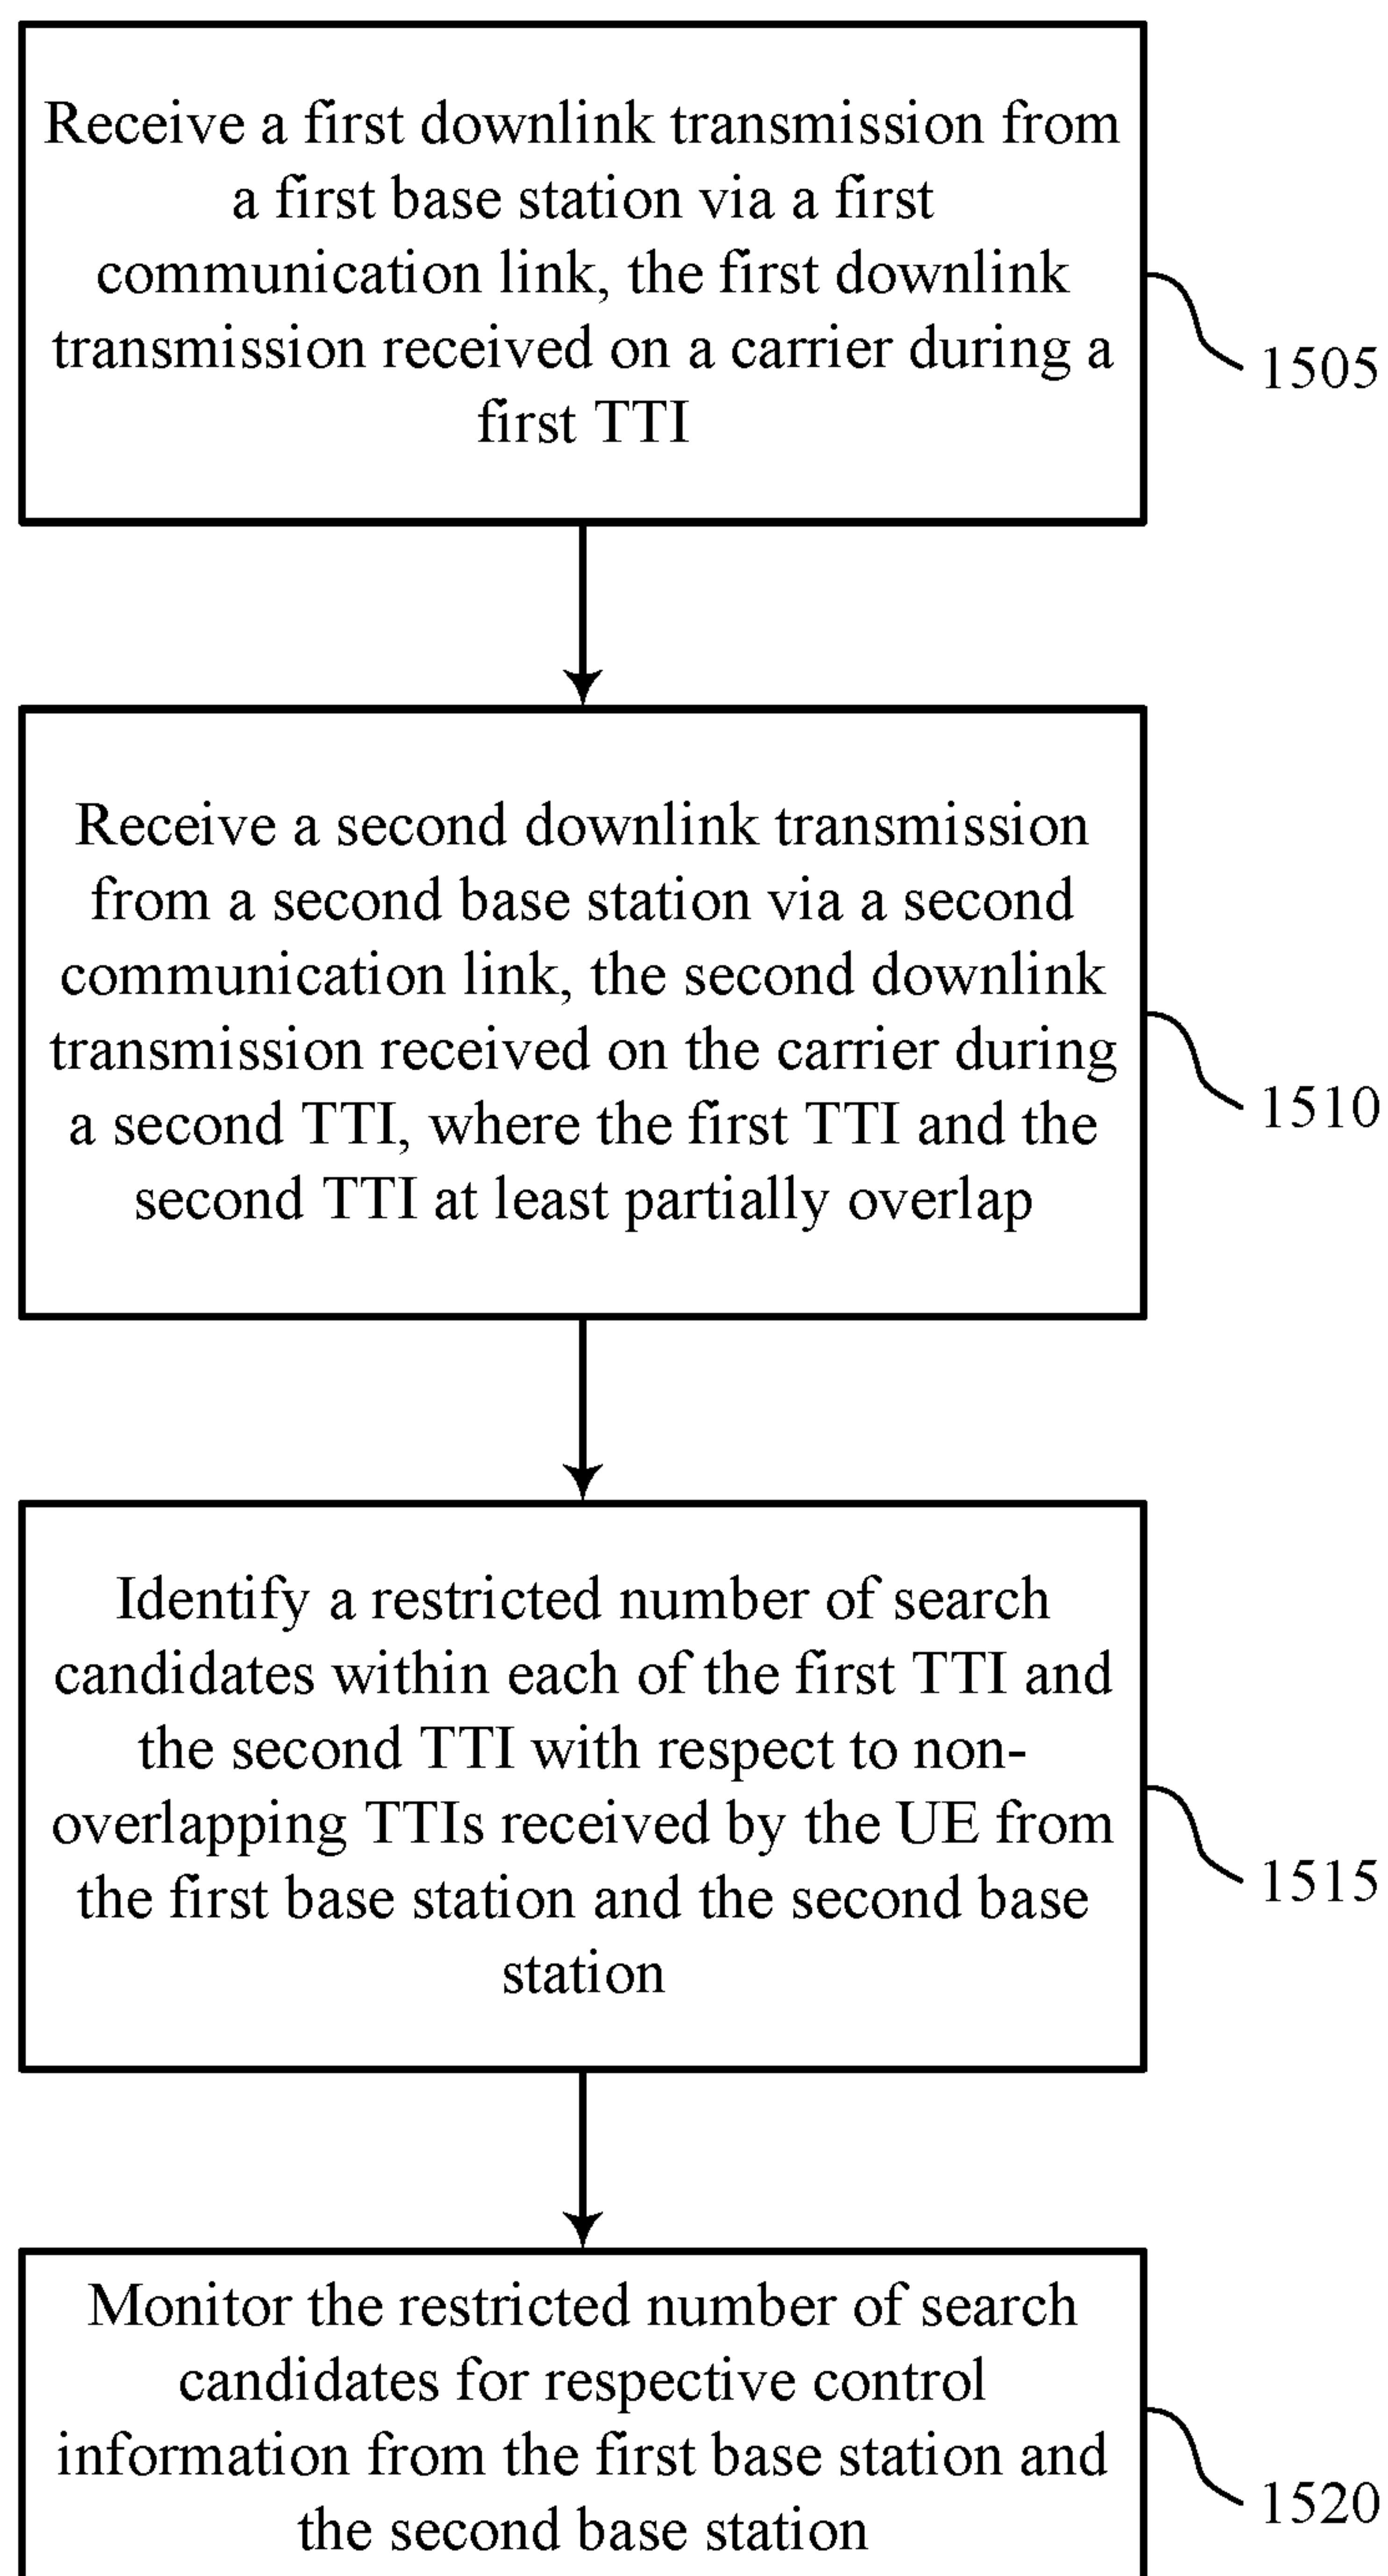 Receive a first downlink transmission from
a first base station via a first
communication link, the first downlink
transmission received on a carrier during a
first TTI
1505
Receive a second downlink transmission
from a second base station via a second
communication link, the second downlink
transmission received on the carrier during
a second TTI, where the first TTI and the
second TTI at least partially overlap
1510
Identify a restricted number of search
candidates within each of the first TTI and
the second TTI with respect to non-
overlapping TTIs received by the UE from
the first base station and the second base
station
1515
Monitor the restricted number of search
candidates for respective control
information from the first base station and
the second base station
1520